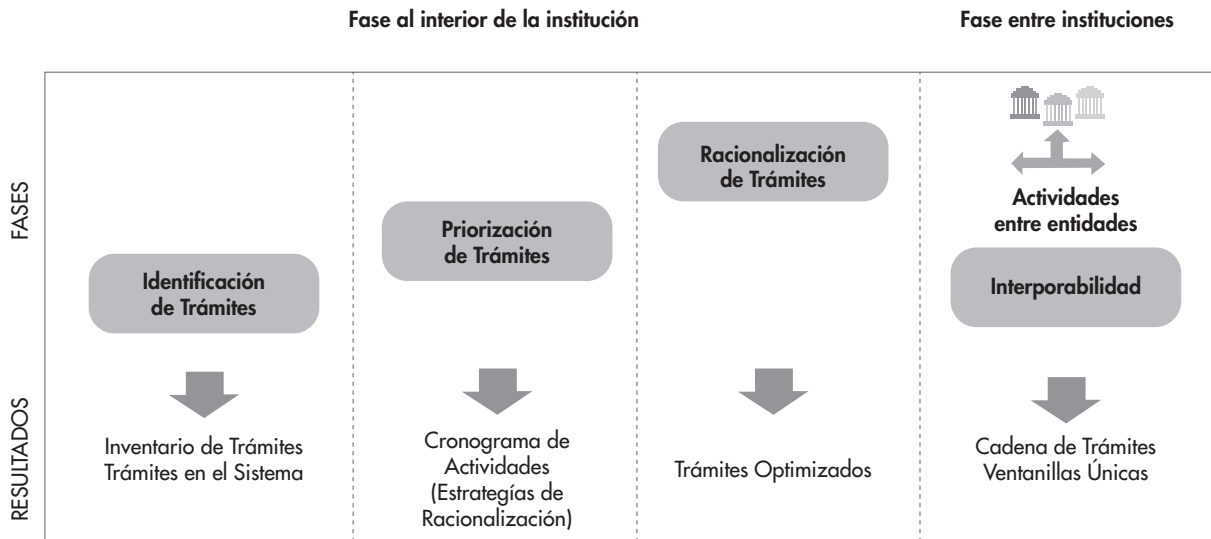 Fase al interior de la institución
Fase entre instituciones
FASES
Identificación
de Trámites
Priorización
de Trámites
Racionalización
de Trámites
Actividades
entre entidades
Interporabilidad
RESULTADOS
Inventario de Trámites
Trámites en el Sistema
Cronograma de
Actividades
(Estrategías de
Racionalización)
Trámites Optimizados
Cadena de Trámites
Ventanillas Únicas